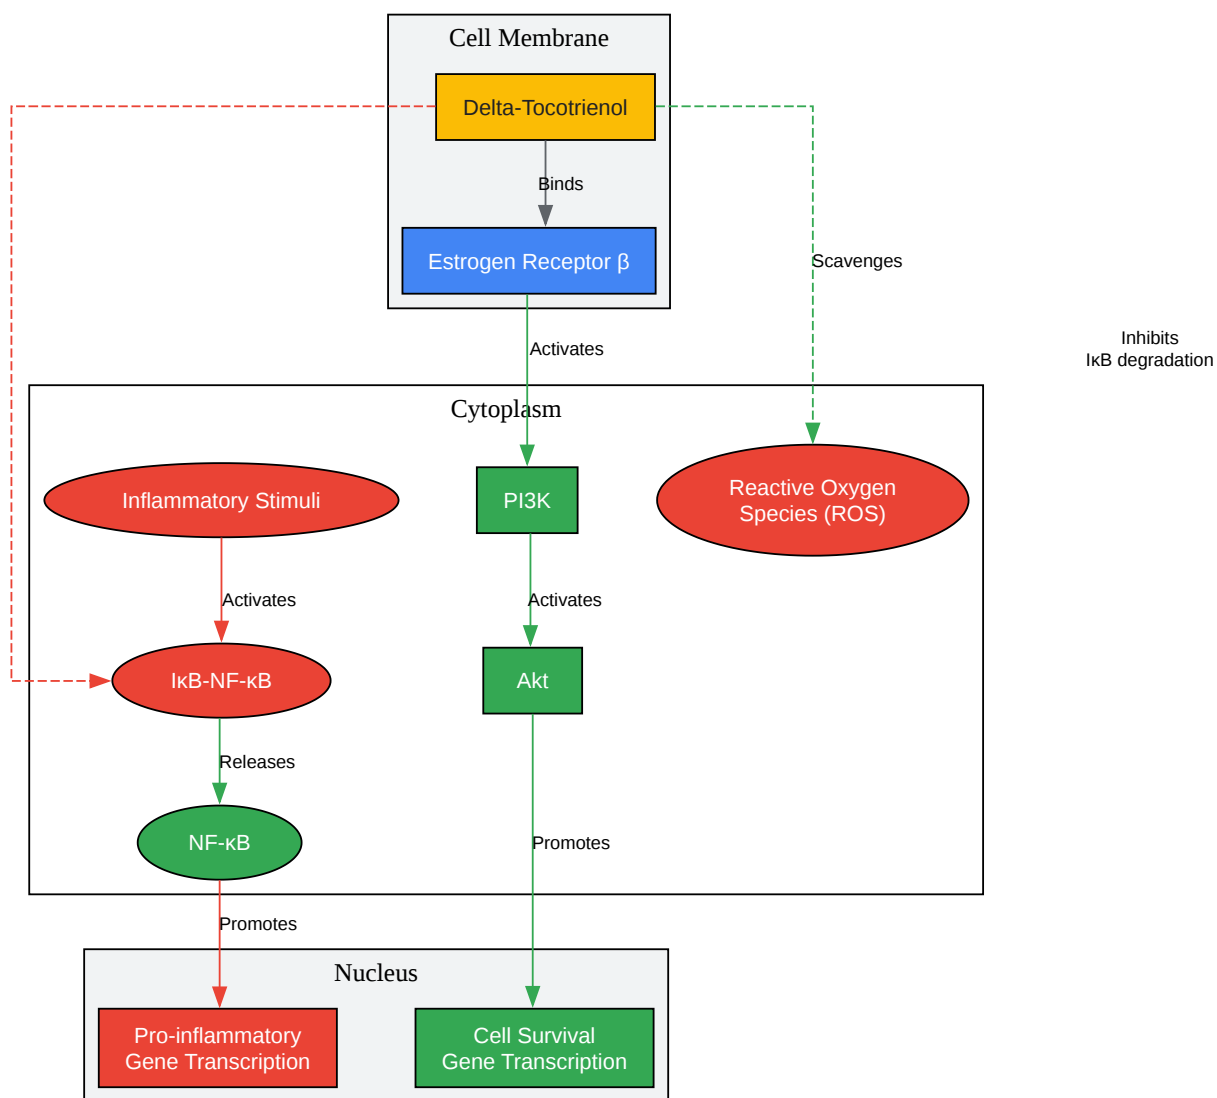 Cell Membrane
Delta-Tocotrienol
Binds
Estrogen Receptor β
Scavenges
Activates
Inhibits
IκB degradation
Cytoplasm
Inflammatory Stimuli
PI3K
Reactive Oxygen
Species (ROS)
Activates
Activates
IκB-NF-κB
Akt
Releases
NF-κB
Promotes
Promotes
Nucleus
Pro-inflammatory
Gene Transcription
Cell Survival
Gene Transcription